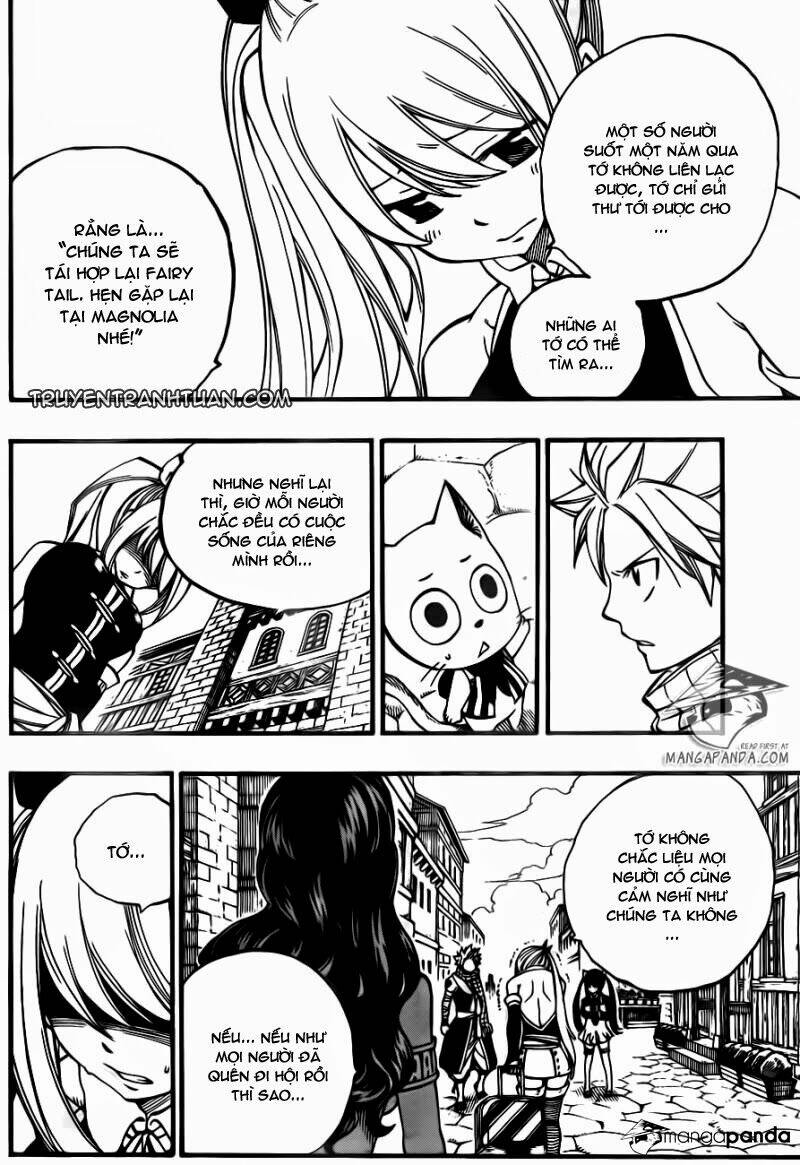 MỘT SỐ NGƯỜI
SUỐT MỘT NĂM QUA
TỚ KHÔNG LIÊN LẠC
ĐƯỢC, TỚ CHỈ GỬI
THƯ TỚI ĐƯỢC CHO
...
NHỮNG AI
TỚ CÓ THỂ
TÌM RA...
RẰNG LÀ...
"CHÚNG TA SẼ
TÁI HỢP LẠI FAIRY
TAIL. HẸN GẶP LẠI
TẠI MAGNOLIA
NHÉ!"
TRUYENTRANHTUAN.COM
NHƯNG NGHĨ LẠI
THÌ, GIỜ MỖI NGƯỜI
CHẮC ĐỀU CÓ CUỘC
SỐNG CỦA RIÊNG
MÌNH RỒI...
READ FIRST AT
MANGAPANDA.COM
TỚ...
TỚ KHÔNG
CHẮC LIỆU MỌI
NGƯỜI CÓ CÙNG
CẢM NGHĨ NHƯ
CHÚNG TA KHÔNG
...
NẾU... NẾU NHƯ
MỌI NGƯỜI ĐÃ
QUÊN ĐI HỘI RỒI
THÌ SAO...
mangapanda